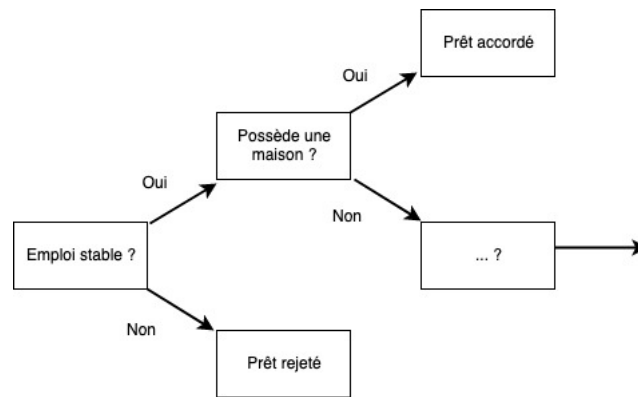 Prêt accordé
Oui
Possède une
maison ?
Oui
Non
Emploi stable ?
... ?
Non
Prêt rejeté